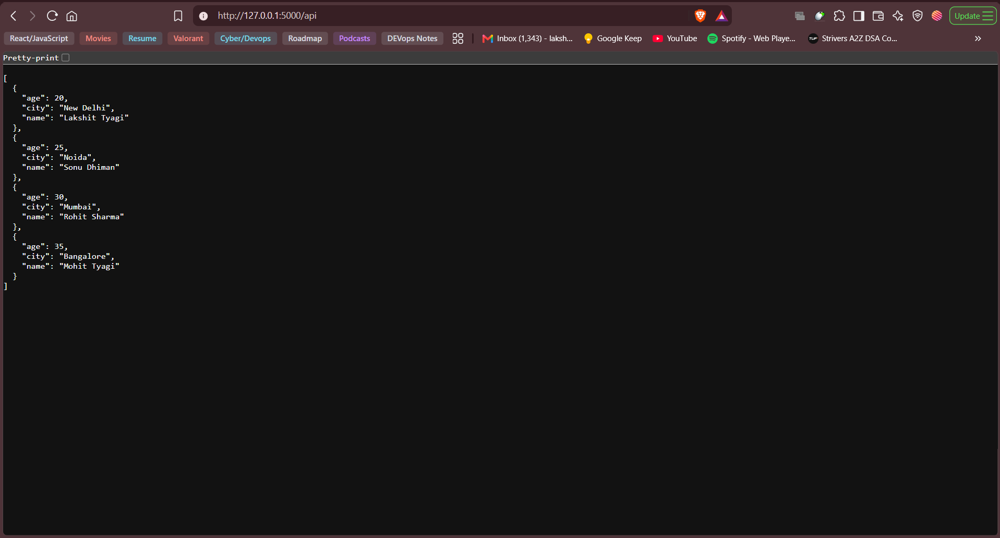 http://127.0.0.1:5000/api
Update
React/JavaScript Movies Resume Valorant Cyber/Devops Roadmap Podcasts DEVops Notes Inbox (1,343) - laksh... Google Keep YouTube Spotify - Web Playe... TUF Strivers A2Z DSA Co... »
Pretty-print
[
  {
    "age": 20,
    "city": "New Delhi",
    "name": "Lakshit Tyagi"
  },
  {
    "age": 25,
    "city": "Noida",
    "name": "Sonu Dhiman"
  },
  {
    "age": 30,
    "city": "Mumbai",
    "name": "Rohit Sharma"
  },
  {
    "age": 35,
    "city": "Bangalore",
    "name": "Mohit Tyagi"
  }
]